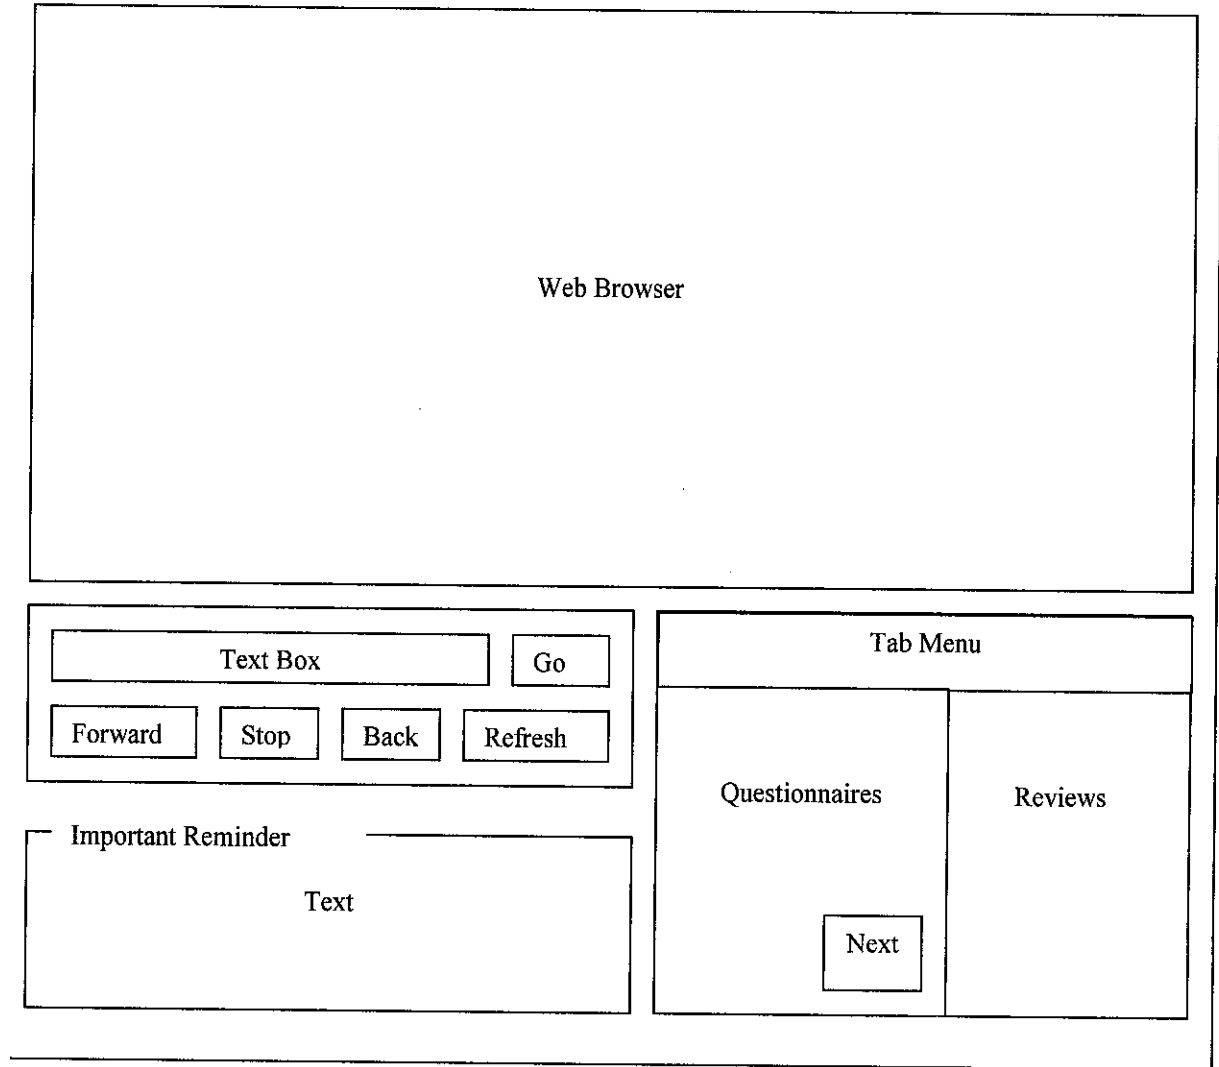 Web Browser
Text Box
Go
Forward
Stop
Back
Refresh
Important Reminder
Text
Tab Menu
Questionnaires
Reviews
Next